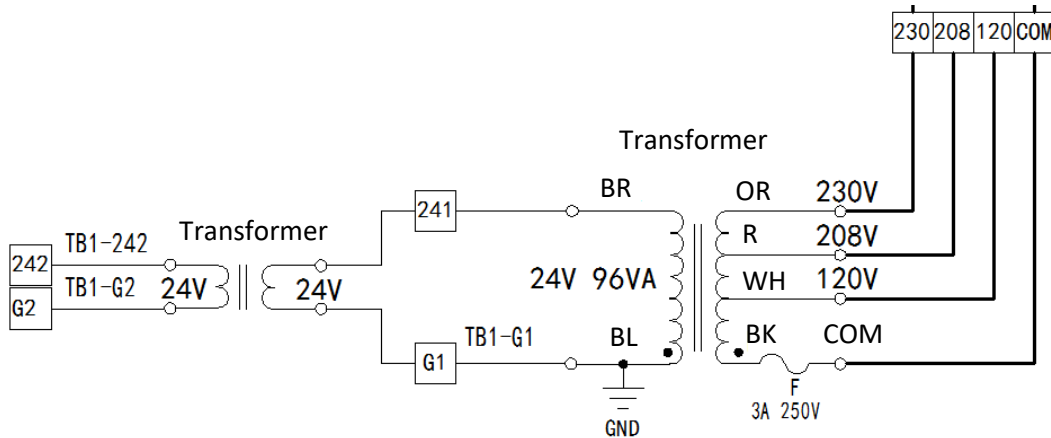 230 208 120 COM
Transformer
BR
OR
230V
241
R
208V
TB1-242
Transformer
242
24V
24V
24V 96VA
WH
120V
TB1-G2
G2
TB1-G1
BL
BK
COM
G1
F
3A 250V
GND